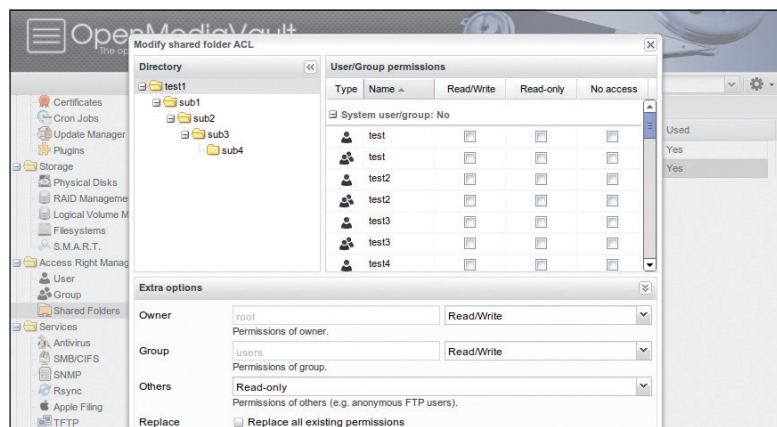 OpenMediaVault
The op
Modify shared folder ACL
Directory
test1
sub1
sub2
sub3
sub4
User/Group permissions
Type Name Read/Write Read-only No access
System user/group: No
test
test
test2
test2
test3
test3
test4
Extra options
Owner root Read/Write
Permissions of owner.
Group users Read/Write
Permissions of group.
Others Read-only
Permissions of others (e.g. anonymous FTP users).
Replace Replace all existing permissions
Certificates
Cron Jobs
Update Manager
Plugins
Storage
Physical Disks
RAID Manageme
Logical Volume M
Filesystems
S.M.A.R.T.
Access Right Manag
User
Group
Shared Folders
Services
Antivirus
SMB/CIFS
SNMP
Rsync
Apple Filing
TFTP
Used
Yes
Yes